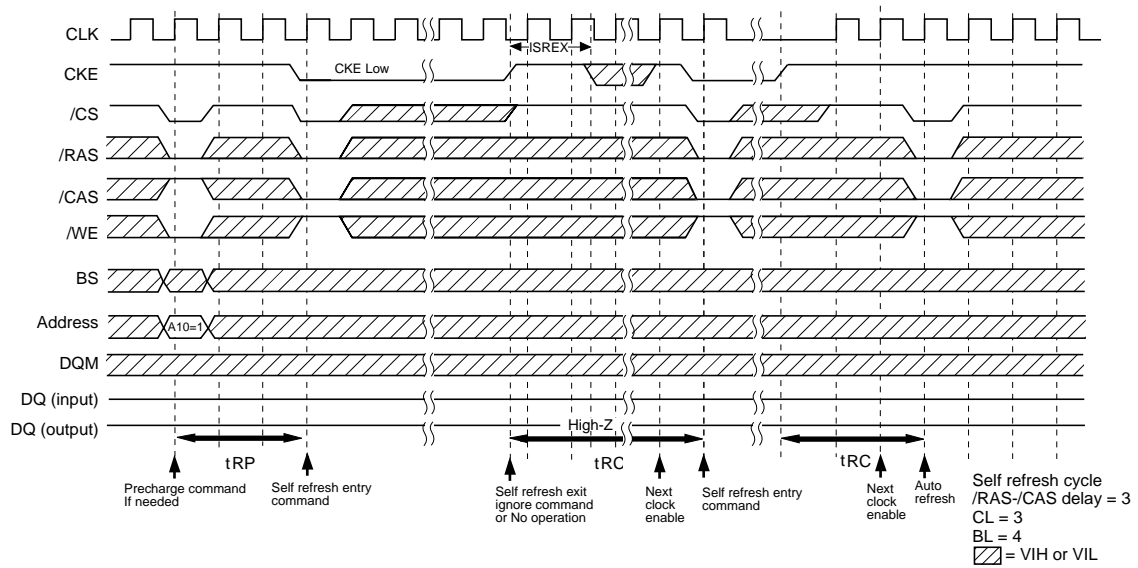 CLK
lSREX
CKE
CKE Low
/CS
/RAS
/CAS
/WE
BS
Address
A10=1
DQM
DQ (input)
DQ (output)
High-Z
tRP
tRC
tRC
Precharge command
If needed
Self refresh entry
command
Self refresh exit
ignore command
or No operation
Next
clock
enable
Self refresh entry
command
Next
clock
enable
Auto
refresh
Self refresh cycle
/RAS-/CAS delay = 3
CL = 3
BL = 4
= VIH or VIL